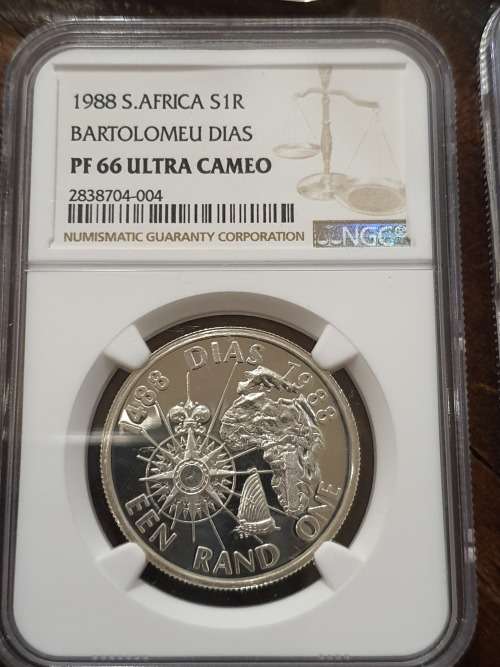 1988 S.AFRICA S1R
BARTOLOMEU DIAS
PF 66 ULTRA CAMEO
2838704-004
NUMISMATIC GUARANTY CORPORATION
NGC
1488 DIAS 1988
EEN RAND ONE